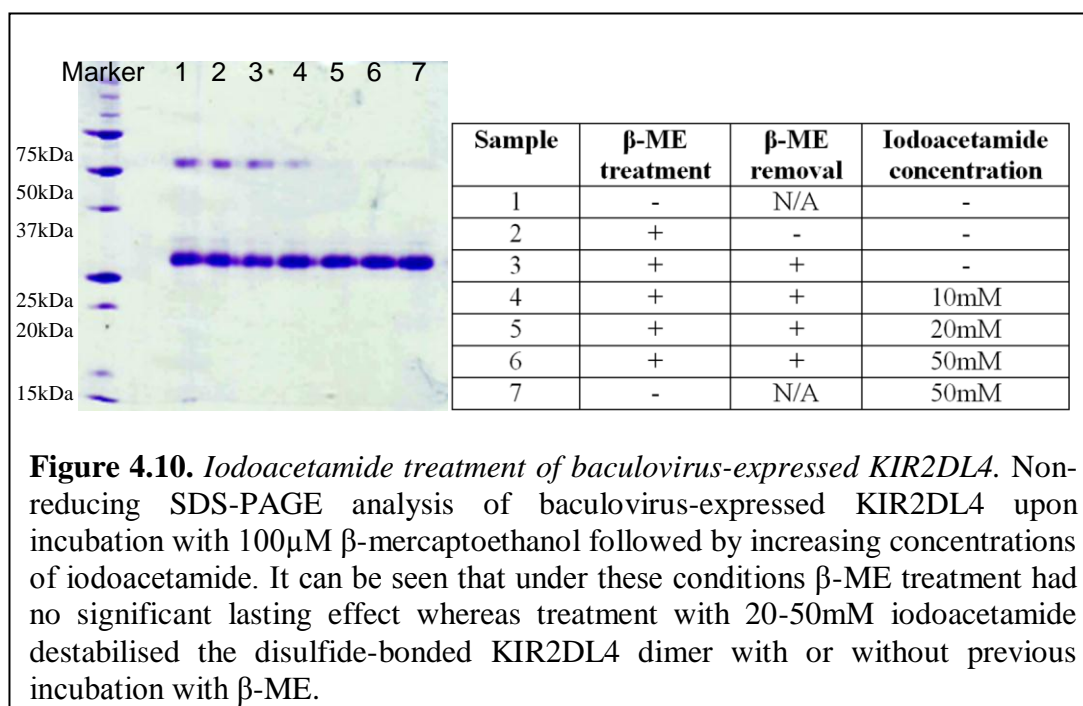 Marker 1 2 3 4 5 6 7
75kDa
50kDa
37kDa
25kDa
20kDa
15kDa
Sample β-ME treatment β-ME removal Iodoacetamide concentration
1 - N/A -
2 + - -
3 + + -
4 + + 10mM
5 + + 20mM
6 + + 50mM
7 - N/A 50mM
Figure 4.10. Iodoacetamide treatment of baculovirus-expressed KIR2DL4. Non-
reducing SDS-PAGE analysis of baculovirus-expressed KIR2DL4 upon
incubation with 100µM β-mercaptoethanol followed by increasing concentrations
of iodoacetamide. It can be seen that under these conditions β-ME treatment had
no significant lasting effect whereas treatment with 20-50mM iodoacetamide
destabilised the disulfide-bonded KIR2DL4 dimer with or without previous
incubation with β-ME.